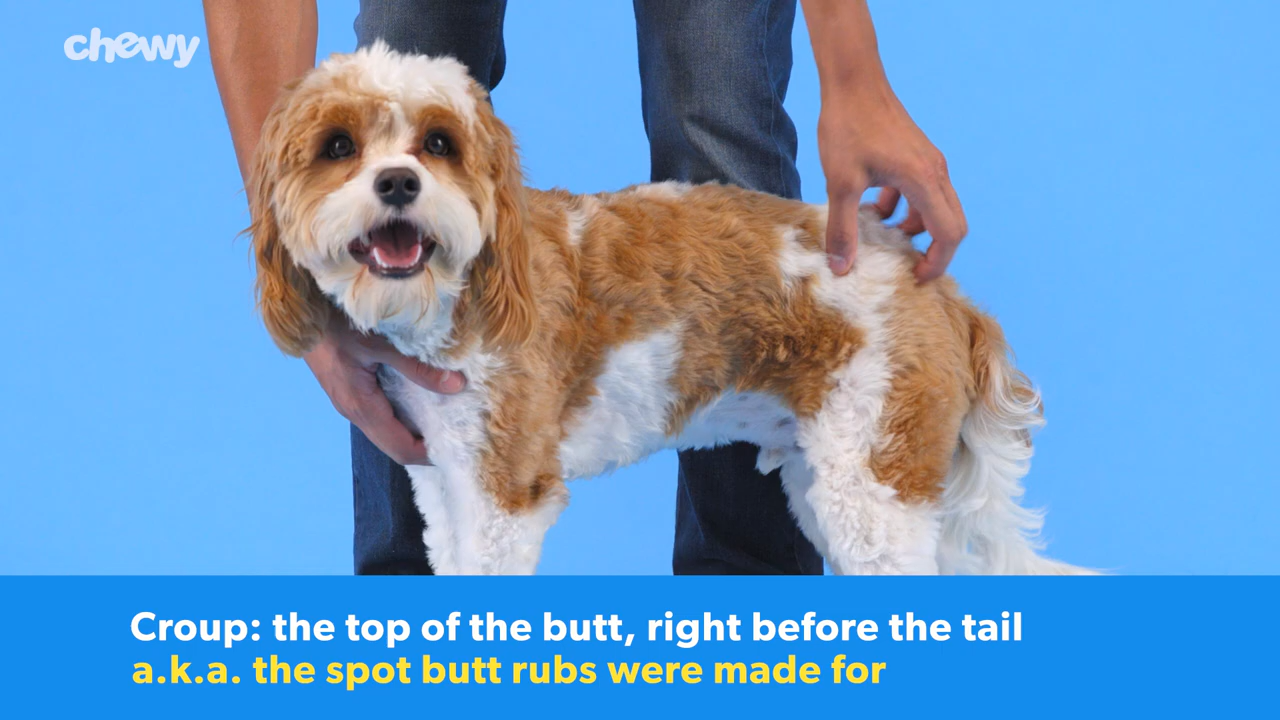 chewy
Croup: the top of the butt, right before the tail
a.k.a. the spot butt rubs were made for